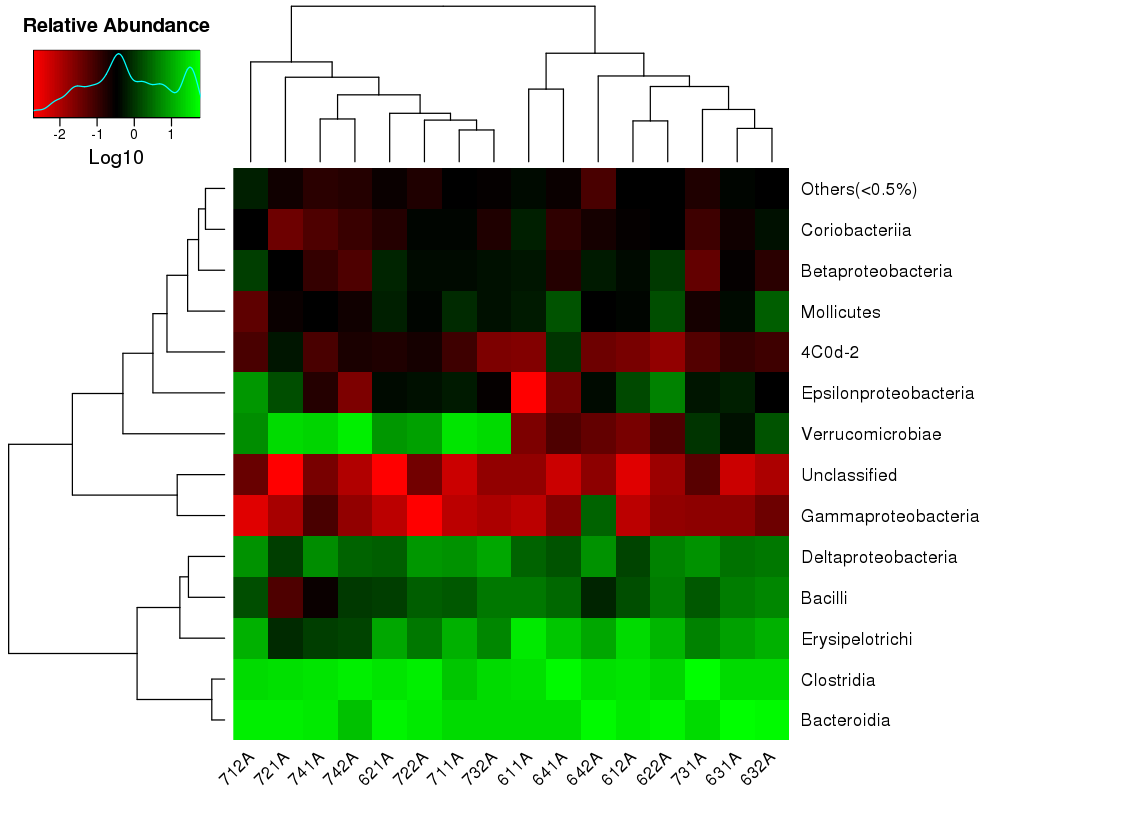 Relative Abundance
-2 -1 0 1
Log10
Others(<0.5%)
Coriobacteriia
Betaproteobacteria
Mollicutes
4C0d-2
Epsilonproteobacteria
Verrucomicrobiae
Unclassified
Gammaproteobacteria
Deltaproteobacteria
Bacilli
Erysipelotrichi
Clostridia
Bacteroidia
712A 721A 741A 742A 621A 722A 711A 732A 611A 641A 642A 612A 622A 731A 631A 632A